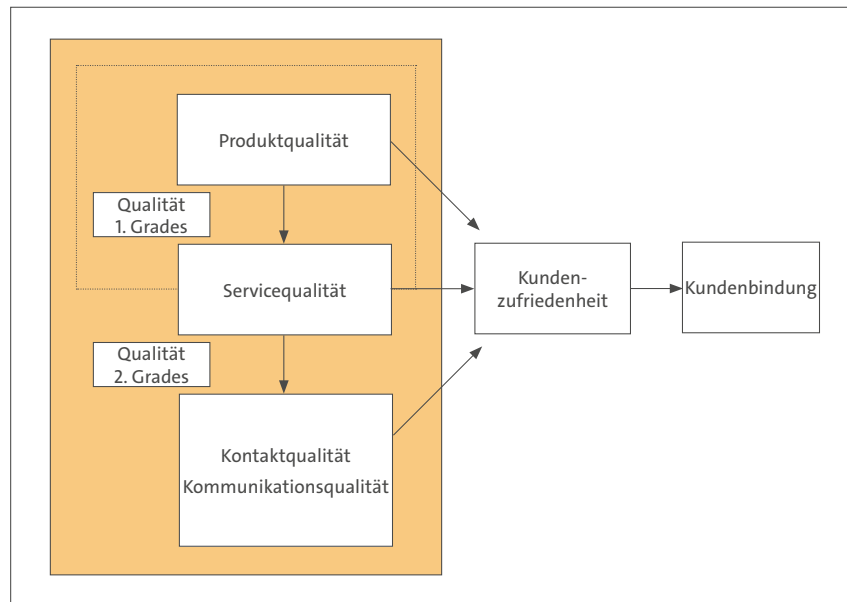 Produktqualität
Qualität
1. Grades
Servicequalität
Kunden-
zufriedenheit
Kundenbindung
Qualität
2. Grades
Kontaktqualität
Kommunikationsqualität